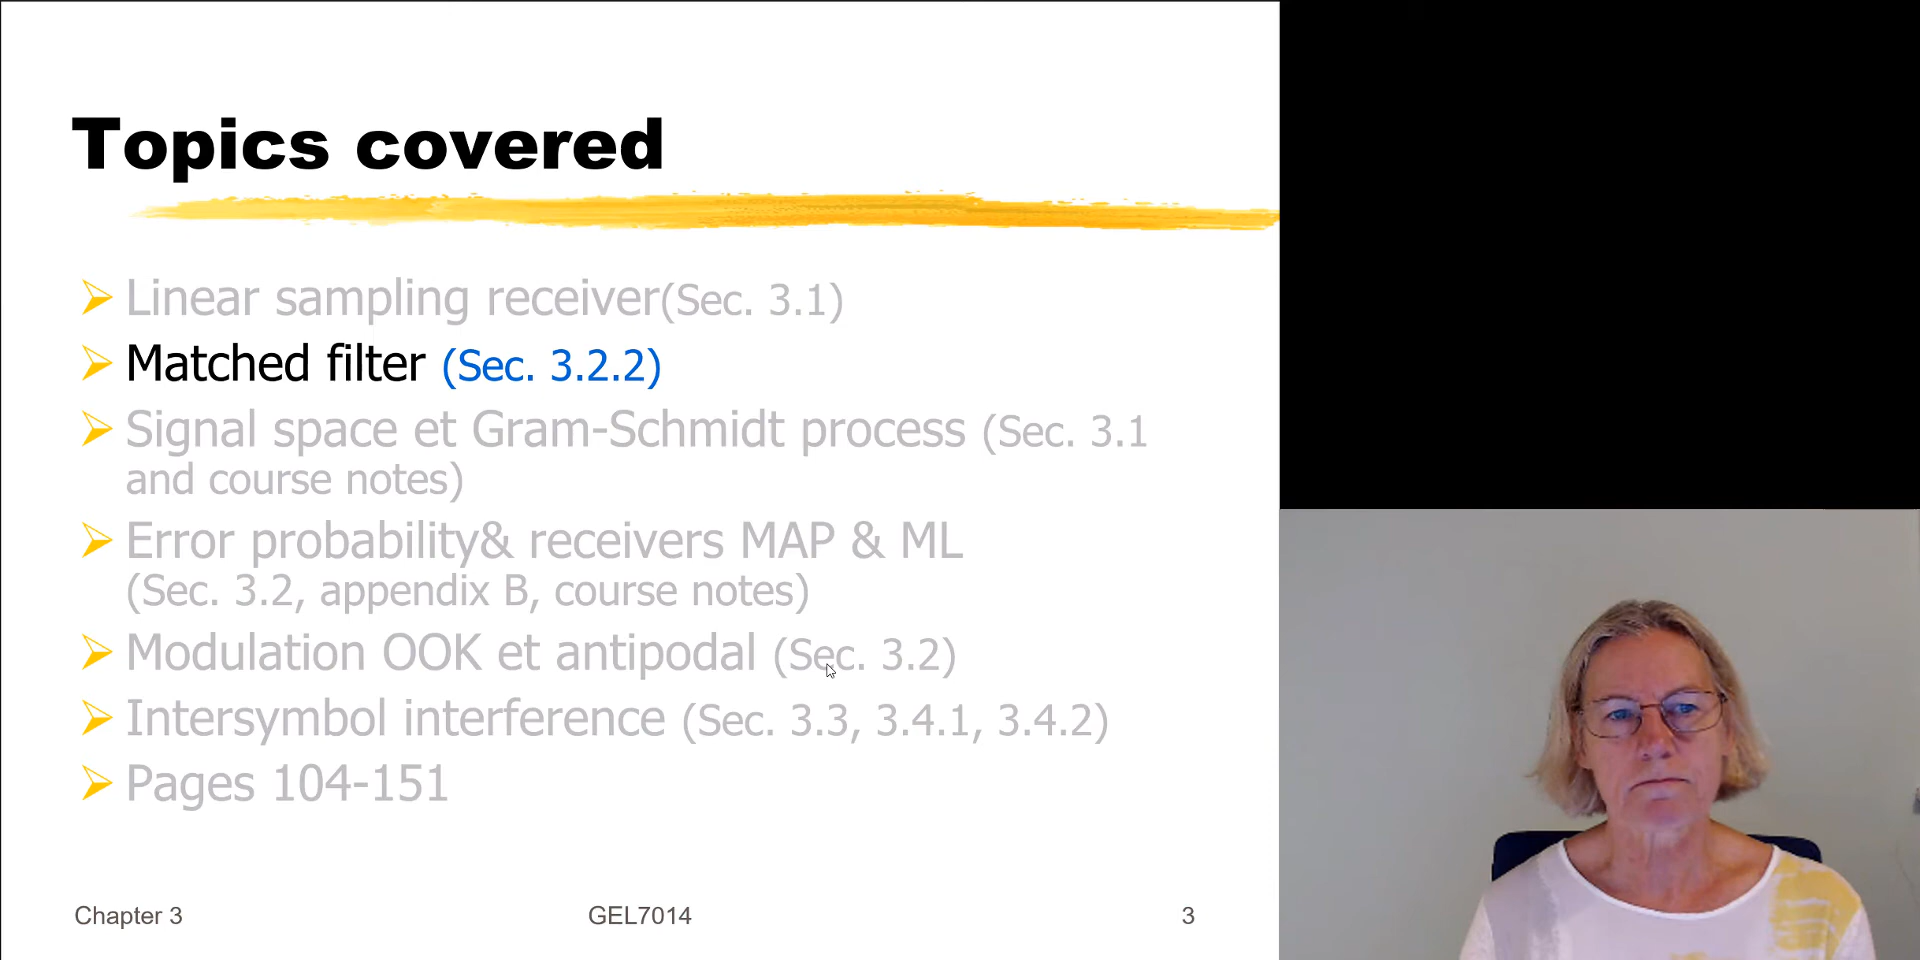 Topics covered
Linear sampling receiver(Sec. 3.1)
Matched filter (Sec. 3.2.2)
Signal space et Gram-Schmidt process (Sec. 3.1
and course notes)
Error probability& receivers MAP & ML
(Sec. 3.2, appendix B, course notes)
Modulation OOK et antipodal (Sec. 3.2)
Intersymbol interference (Sec. 3.3, 3.4.1, 3.4.2)
Pages 104-151
Chapter 3
GEL7014
3